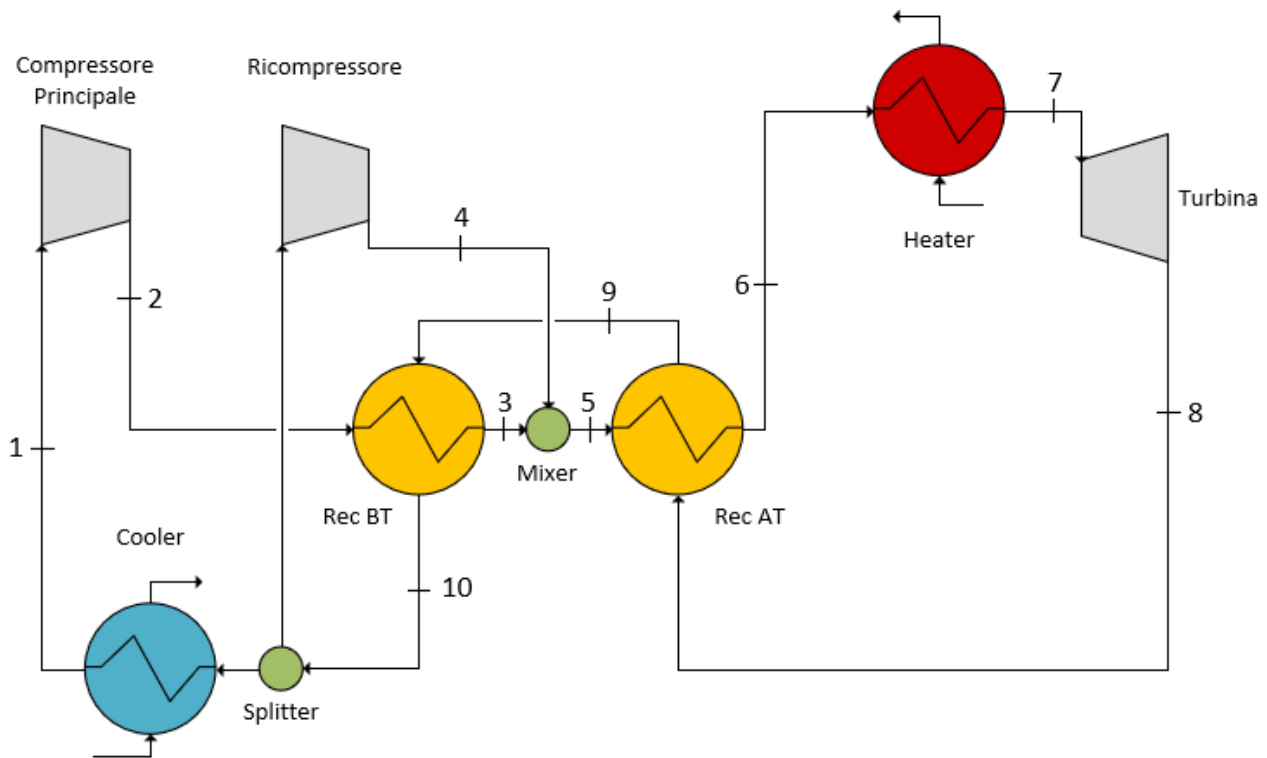 Compressore
Principale
Ricompressore
7
Turbina
4
Heater
2
9
6
3
5
8
1
Mixer
Rec BT
Rec AT
Cooler
10
Splitter